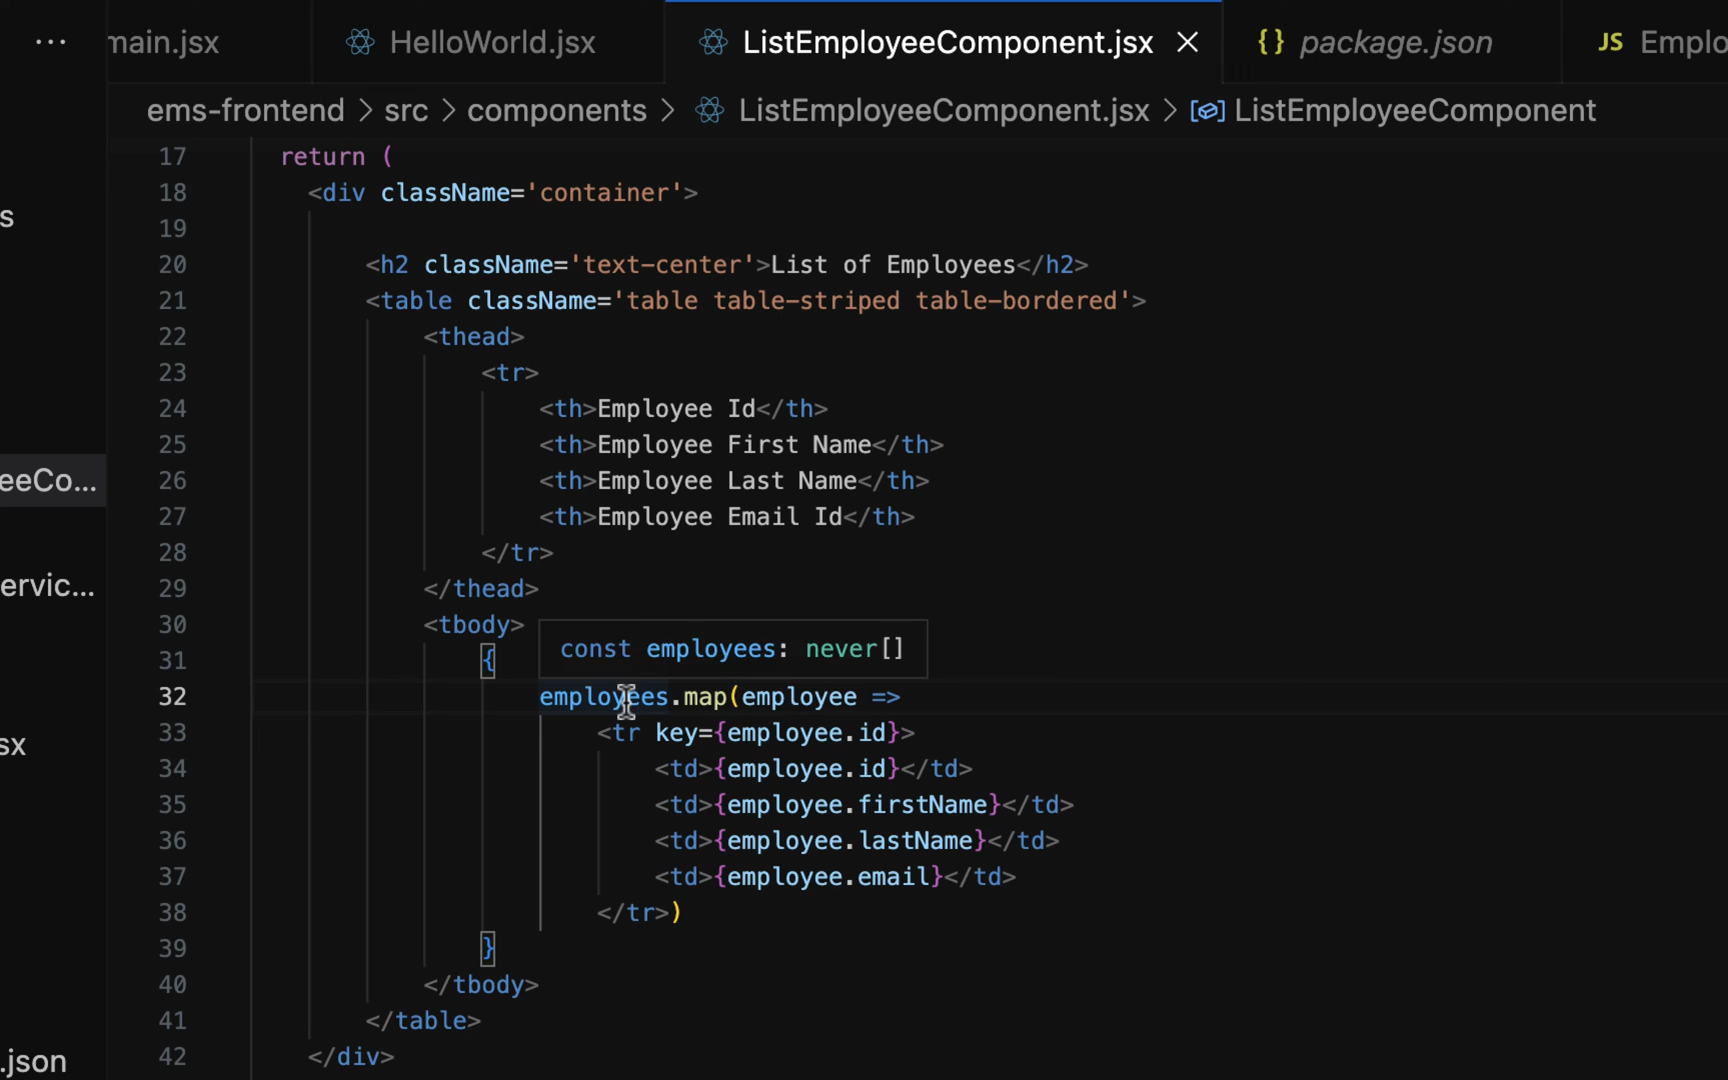 ... main.jsx HelloWorld.jsx ListEmployeeComponent.jsx × {} package.json JS Emplo
ems-frontend > src > components > ListEmployeeComponent.jsx > ListEmployeeComponent
17 return (
18 <div className='container'>
s
19
20 <h2 className='text-center'>List of Employees</h2>
21 <table className='table table-striped table-bordered'>
22 <thead>
23 <tr>
24 <th>Employee Id</th>
25 <th>Employee First Name</th>
eeCo... 26 <th>Employee Last Name</th>
27 <th>Employee Email Id</th>
28 </tr>
ervic... 29 </thead>
30 <tbody>
const employees: never[]
31 {
32 employees.map(employee =>
33 <tr key={employee.id}>
sx
34 <td>{employee.id}</td>
35 <td>{employee.firstName}</td>
36 <td>{employee.lastName}</td>
37 <td>{employee.email}</td>
38 </tr>)
39 }
40 </tbody>
41 </table>
42 </div>
.json